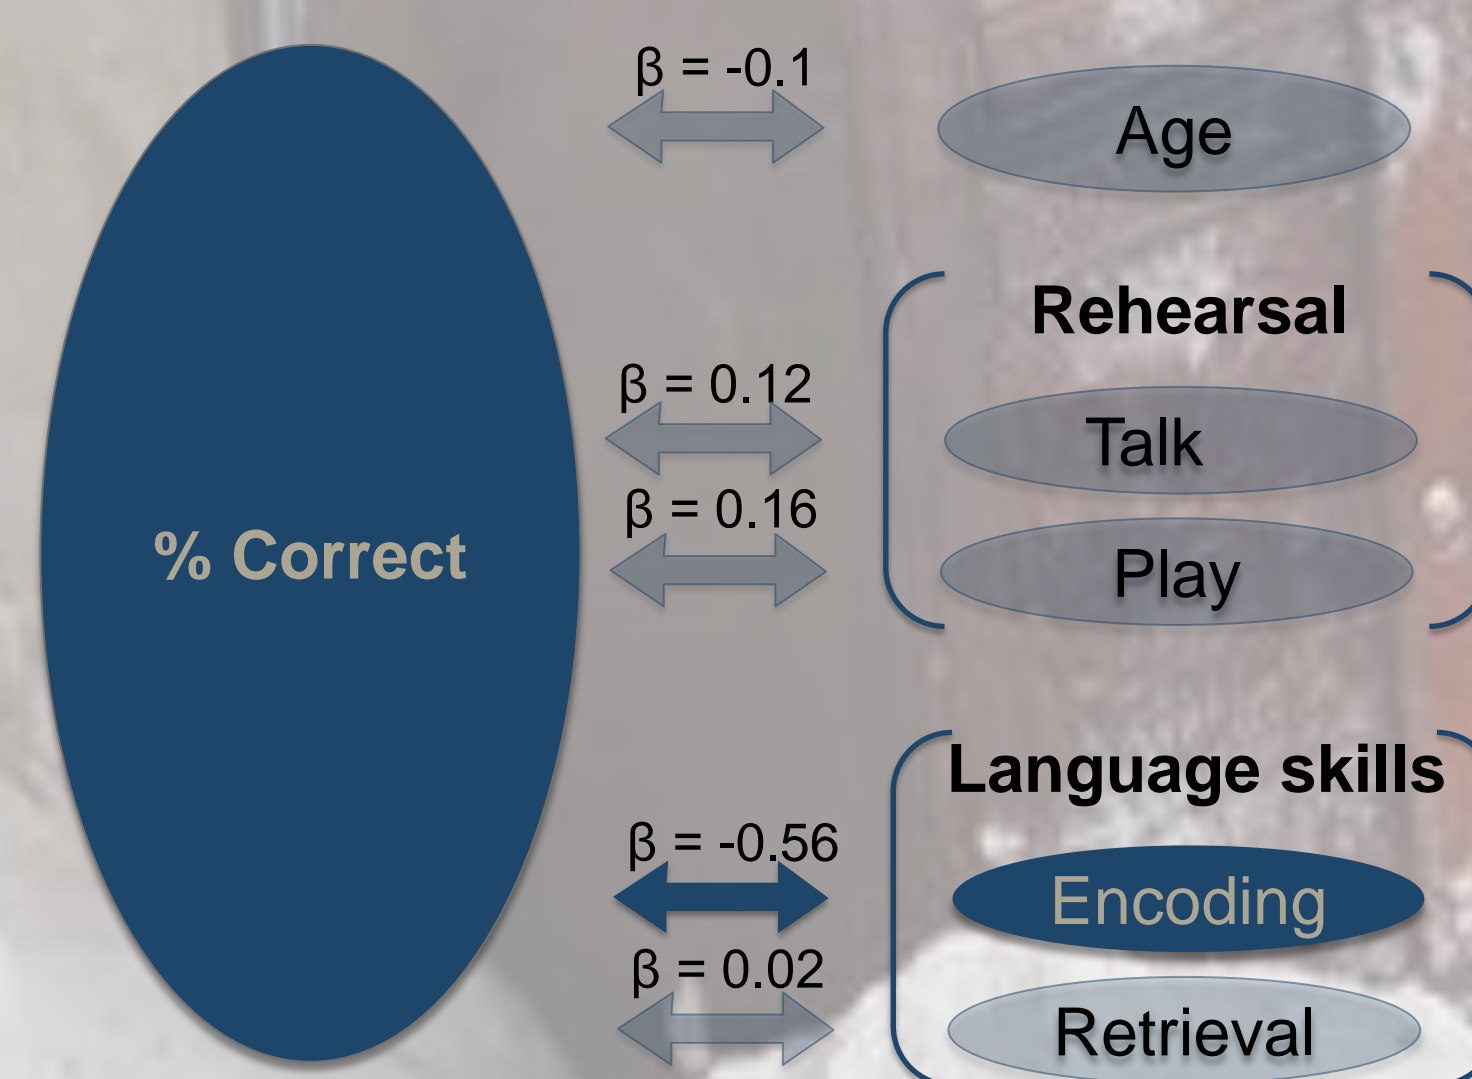 β = -0.1
Age
Rehearsal
β = 0.12
Talk
β = 0.16
Play
% Correct
Language skills
β = -0.56
Encoding
β = 0.02
Retrieval